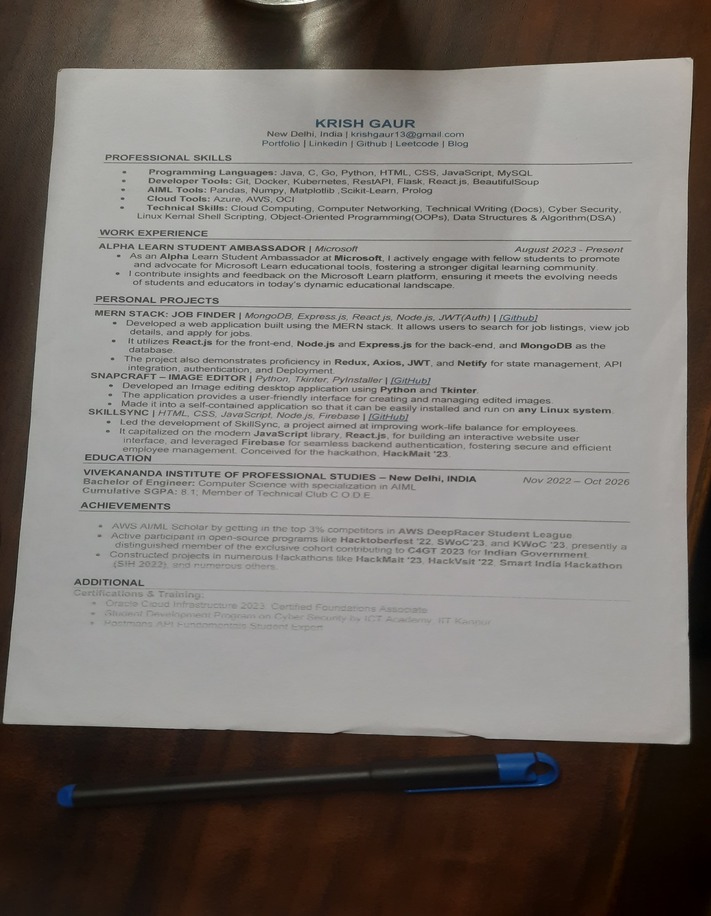 KRISH GAUR
New Delhi, India | krishgaur13@gmail.com
Portfolio | Linkedin | Github | Leetcode | Blog
PROFESSIONAL SKILLS
• Programming Languages: Java, C, Go, Python, HTML, CSS, JavaScript, MySQL
• Developer Tools: Git, Docker, Kubernetes, RestAPI, Flask, React.js, BeautifulSoup
• AIML Tools: Pandas, Numpy, Matplotlib ,Scikit-Learn, Prolog
• Cloud Tools: Azure, AWS, OCI
• Technical Skills: Cloud Computing, Computer Networking, Technical Writing (Docs), Cyber Security,
Linux Kernal Shell Scripting, Object-Oriented Programming(OOPs), Data Structures & Algorithm(DSA)
WORK EXPERIENCE
ALPHA LEARN STUDENT AMBASSADOR | Microsoft August 2023 - Present
• As an Alpha Learn Student Ambassador at Microsoft, I actively engage with fellow students to promote
and advocate for Microsoft Learn educational tools, fostering a stronger digital learning community.
• I contribute insights and feedback on the Microsoft Learn platform, ensuring it meets the evolving needs
of students and educators in today's dynamic educational landscape.
PERSONAL PROJECTS
MERN STACK: JOB FINDER | MongoDB, Express.js, React.js, Node.js, JWT(Auth) | [Github]
• Developed a web application built using the MERN stack. It allows users to search for job listings, view job
details, and apply for jobs.
• It utilizes React.js for the front-end, Node.js and Express.js for the back-end, and MongoDB as the
database.
• The project also demonstrates proficiency in Redux, Axios, JWT, and Netify for state management, API
integration, authentication, and Deployment.
SNAPCRAFT – IMAGE EDITOR | Python, Tkinter, PyInstaller | [GitHub]
• Developed an Image editing desktop application using Python and Tkinter.
• The application provides a user-friendly interface for creating and managing edited images.
• Made it into a self-contained application so that it can be easily installed and run on any Linux system.
SKILLSYNC | HTML, CSS, JavaScript, Node.js, Firebase | [GitHub]
• Led the development of SkillSync, a project aimed at improving work-life balance for employees.
• It capitalized on the modern JavaScript library, React.js, for building an interactive website user
interface, and leveraged Firebase for seamless backend authentication, fostering secure and efficient
employee management. Conceived for the hackathon, HackMait '23.
EDUCATION
VIVEKANANDA INSTITUTE OF PROFESSIONAL STUDIES – New Delhi, INDIA Nov 2022 – Oct 2026
Bachelor of Engineer: Computer Science with specialization in AIML
Cumulative SGPA: 8.1, Member of Technical Club C.O.D.E.
ACHIEVEMENTS
• AWS AI/ML Scholar by getting in the top 3% competitors in AWS DeepRacer Student League
• Active participant in open-source programs like Hacktoberfest '22, SWoC'23, and KWoC '23, presently a
distinguished member of the exclusive cohort contributing to C4GT 2023 for Indian Government.
• Constructed projects in numerous Hackathons like HackMait '23, HackVsit '22, Smart India Hackathon
(SIH 2022), and numerous others.
ADDITIONAL
Certifications & Training:
• Oracle Cloud Infrastructure 2023 Certified Foundations Associate
• Student Development Program on Cyber Security by ICT Academy, IIT Kanpur
• Postmans API Fundamentals Student Expert